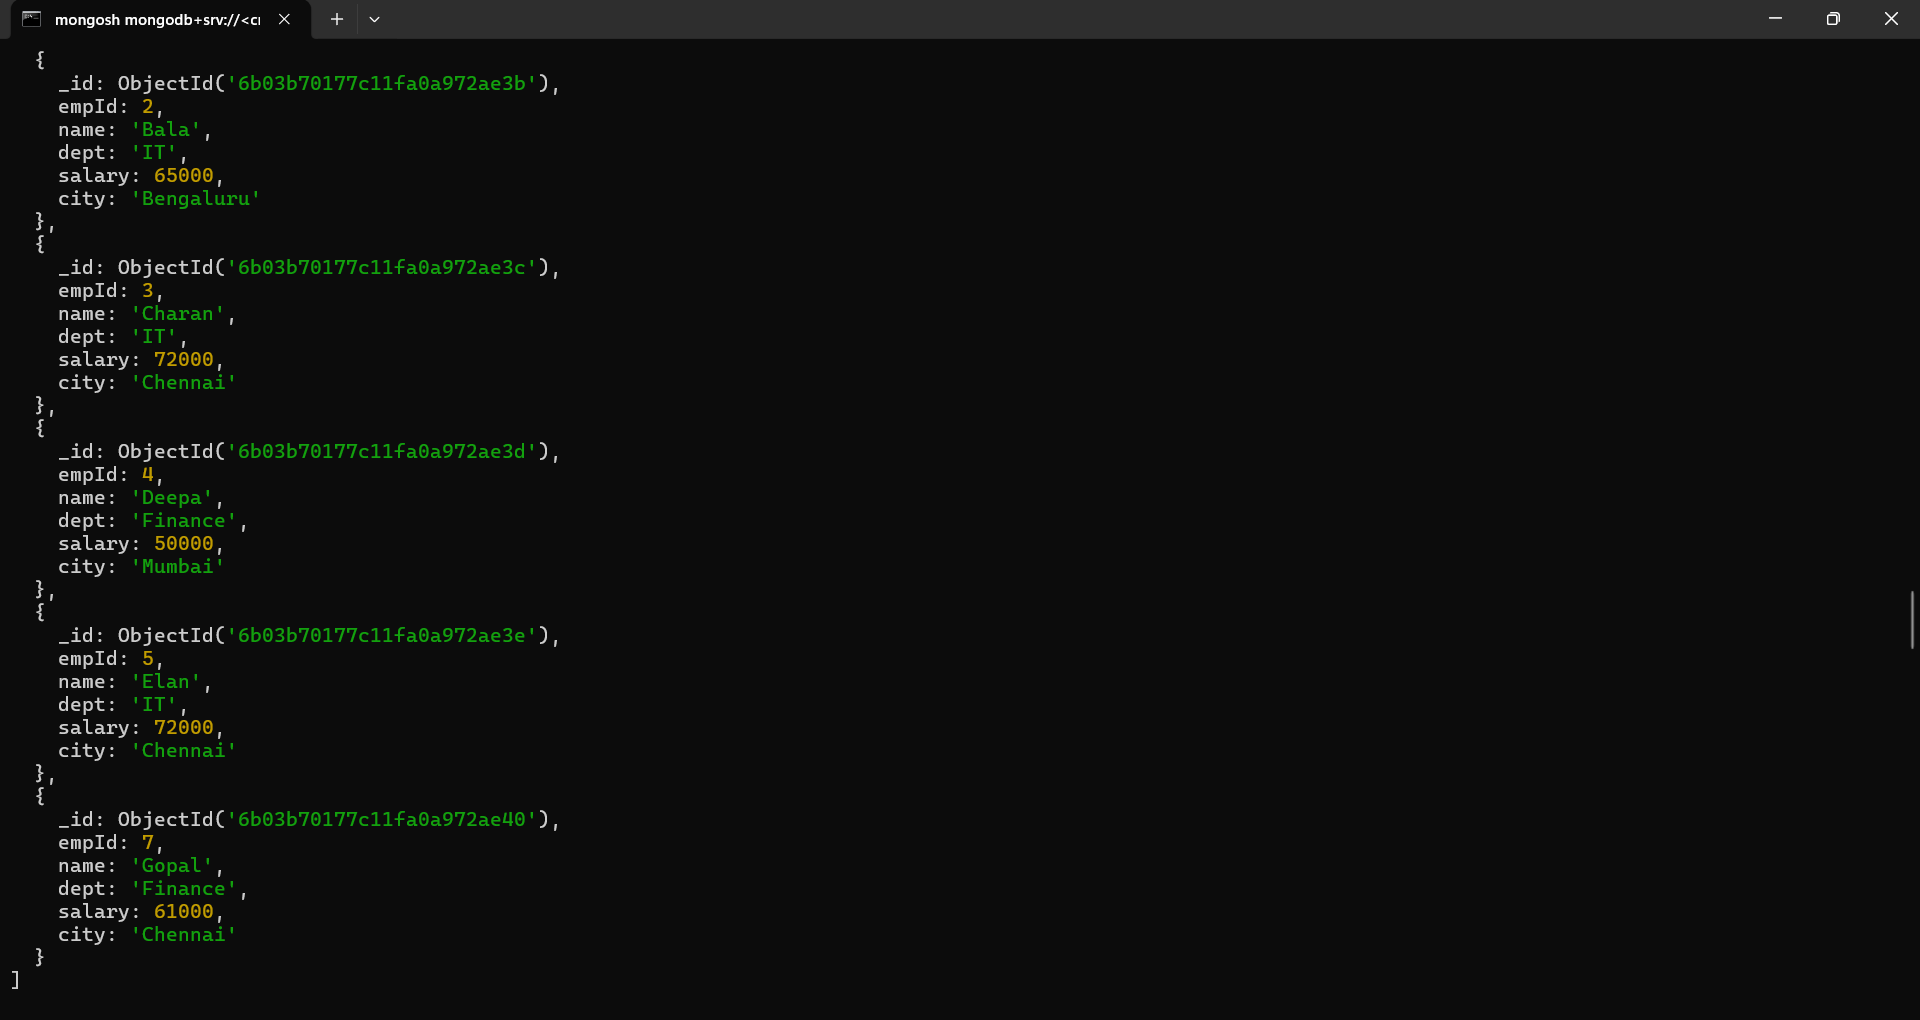 mongosh mongodb+srv://<cr
{
_id: ObjectId('6b03b70177c11fa0a972ae3b'),
empId: 2,
name: 'Bala',
dept: 'IT',
salary: 65000,
city: 'Bengaluru'
},
{
_id: ObjectId('6b03b70177c11fa0a972ae3c'),
empId: 3,
name: 'Charan',
dept: 'IT',
salary: 72000,
city: 'Chennai'
},
{
_id: ObjectId('6b03b70177c11fa0a972ae3d'),
empId: 4,
name: 'Deepa',
dept: 'Finance',
salary: 50000,
city: 'Mumbai'
},
{
_id: ObjectId('6b03b70177c11fa0a972ae3e'),
empId: 5,
name: 'Elan',
dept: 'IT',
salary: 72000,
city: 'Chennai'
},
{
_id: ObjectId('6b03b70177c11fa0a972ae40'),
empId: 7,
name: 'Gopal',
dept: 'Finance',
salary: 61000,
city: 'Chennai'
}
]